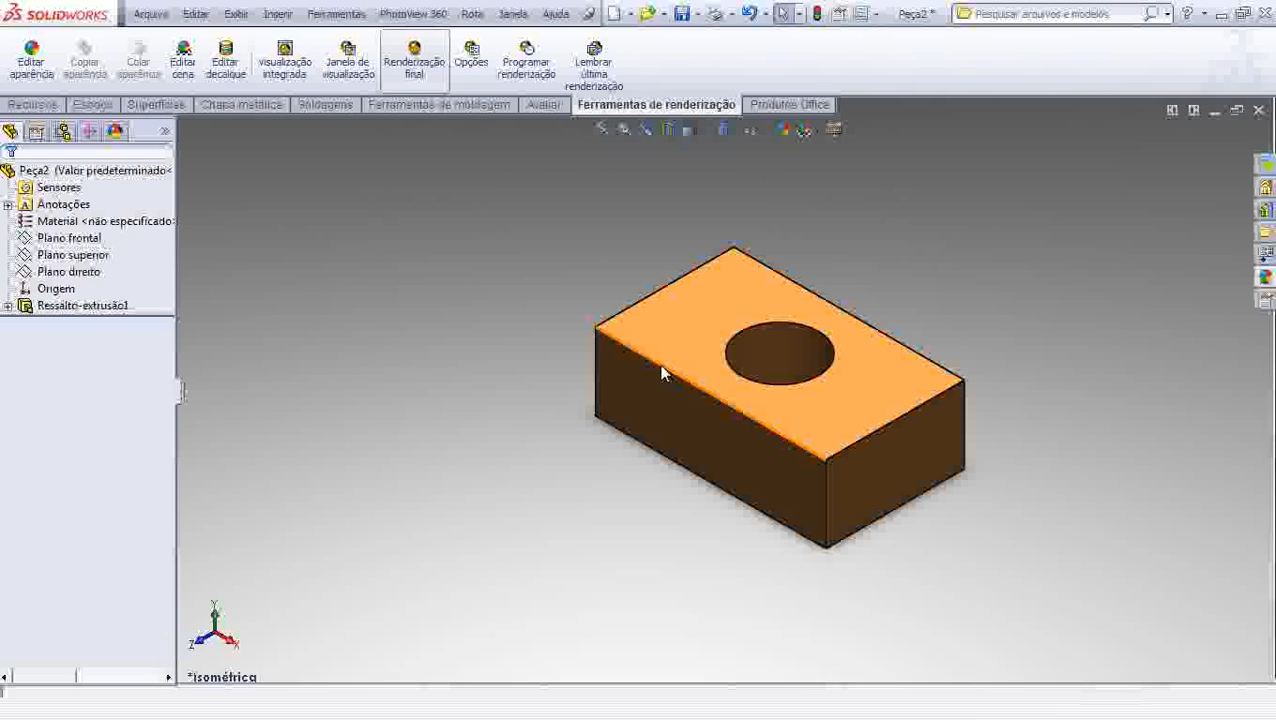 SOLIDWORKS Arquivo Editar Exibir Inserir Ferramentas PhotoView 360 Rota Janela Ajuda Peça2 * Pesquisar arquivos e modelos
Editar aparência
Copiar aparência
Colar aparência
Editar cena
Editar decalque
visualização integrada
Janela de visualização
Renderização final
Opções
Programar renderização
Lembrar última renderização
Recursos Esboço Superfícies Chapa metálica Soldagens Ferramentas de moldagem Avaliar Ferramentas de renderização Produtos Office
Peça2 (Valor predeterminado<
Sensores
Anotações
Material <não especificado>
Plano frontal
Plano superior
Plano direito
Origem
Ressalto-extrusão1
Y
Z X
*Isométrica